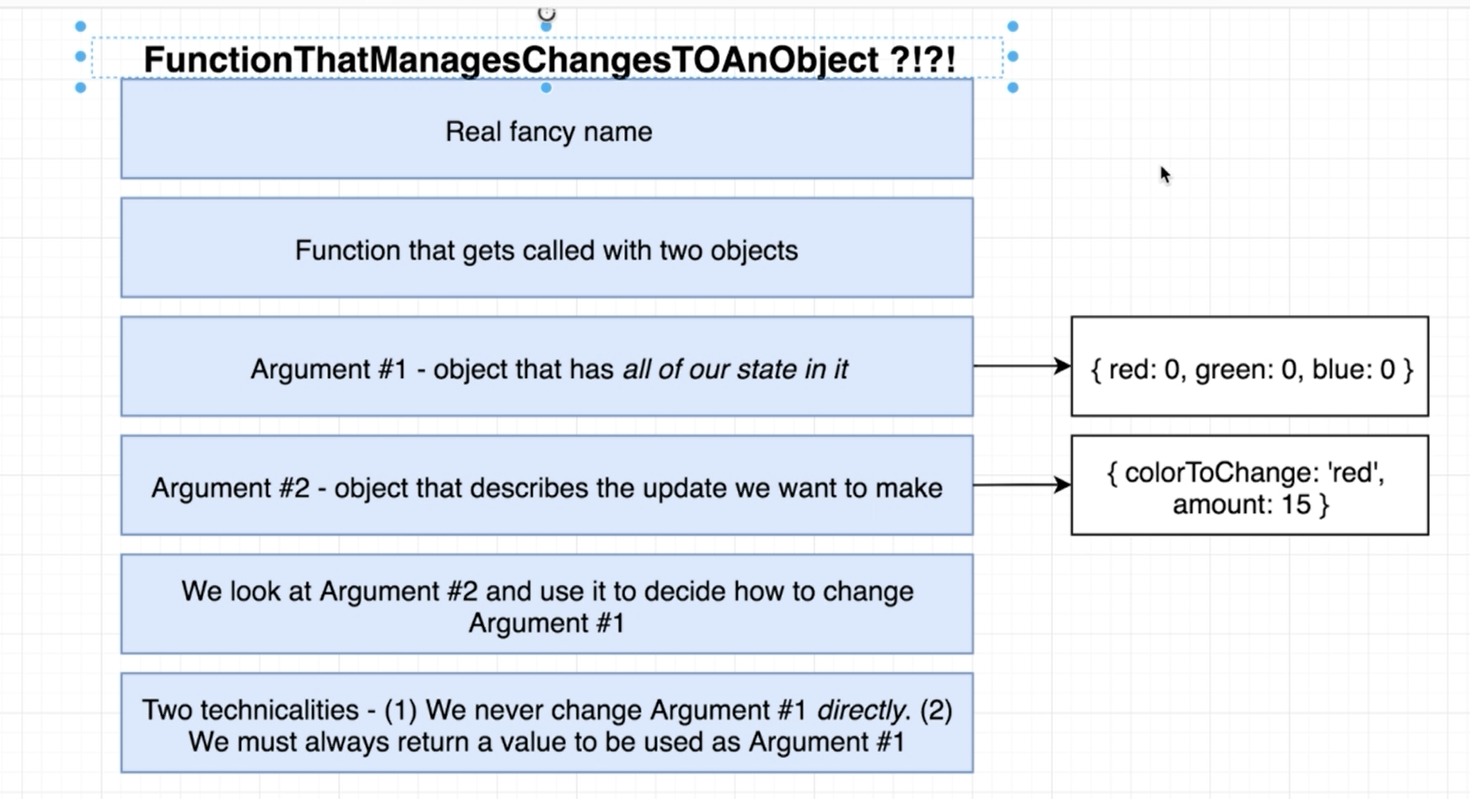 FunctionThatManagesChangesTOAnObject ?!?!
Real fancy name
Function that gets called with two objects
Argument #1 - object that has all of our state in it
{ red: 0, green: 0, blue: 0 }
Argument #2 - object that describes the update we want to make
{ colorToChange: 'red',
amount: 15 }
We look at Argument #2 and use it to decide how to change
Argument #1
Two technicalities - (1) We never change Argument #1 directly. (2)
We must always return a value to be used as Argument #1